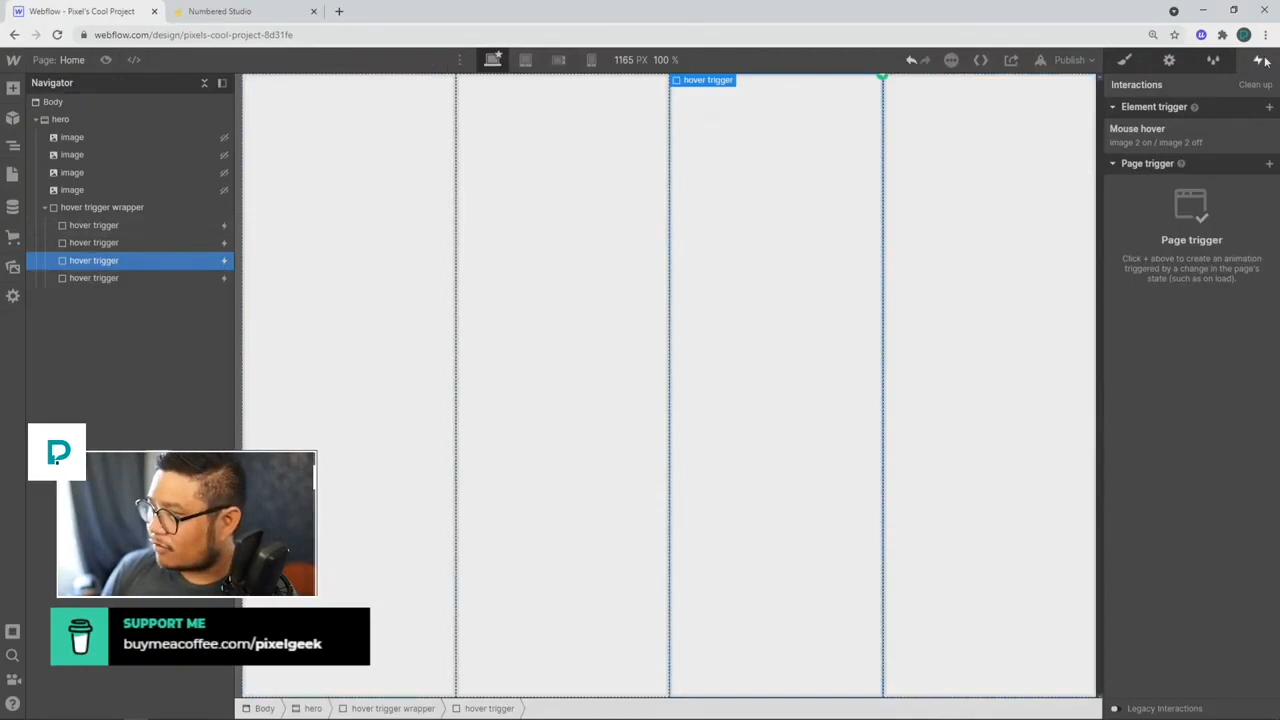 Webflow - Pixel's Cool Project
Numbered Studio
webflow.com/design/pixels-cool-project-8d31fe
Page: Home
1165 PX 100 %
Publish
Navigator
hover trigger
Interactions
Clean up
Body
Element trigger
hero
Mouse hover
image 2 on / image 2 off
image
image
image
image
Page trigger
hover trigger wrapper
hover trigger
hover trigger
hover trigger
hover trigger
Page trigger
Click + above to create an animation
triggered by a change in the page's
state (such as on load).
SUPPORT ME
buymeacoffee.com/pixelgeek
Body
hero
hover trigger wrapper
hover trigger
Legacy Interactions